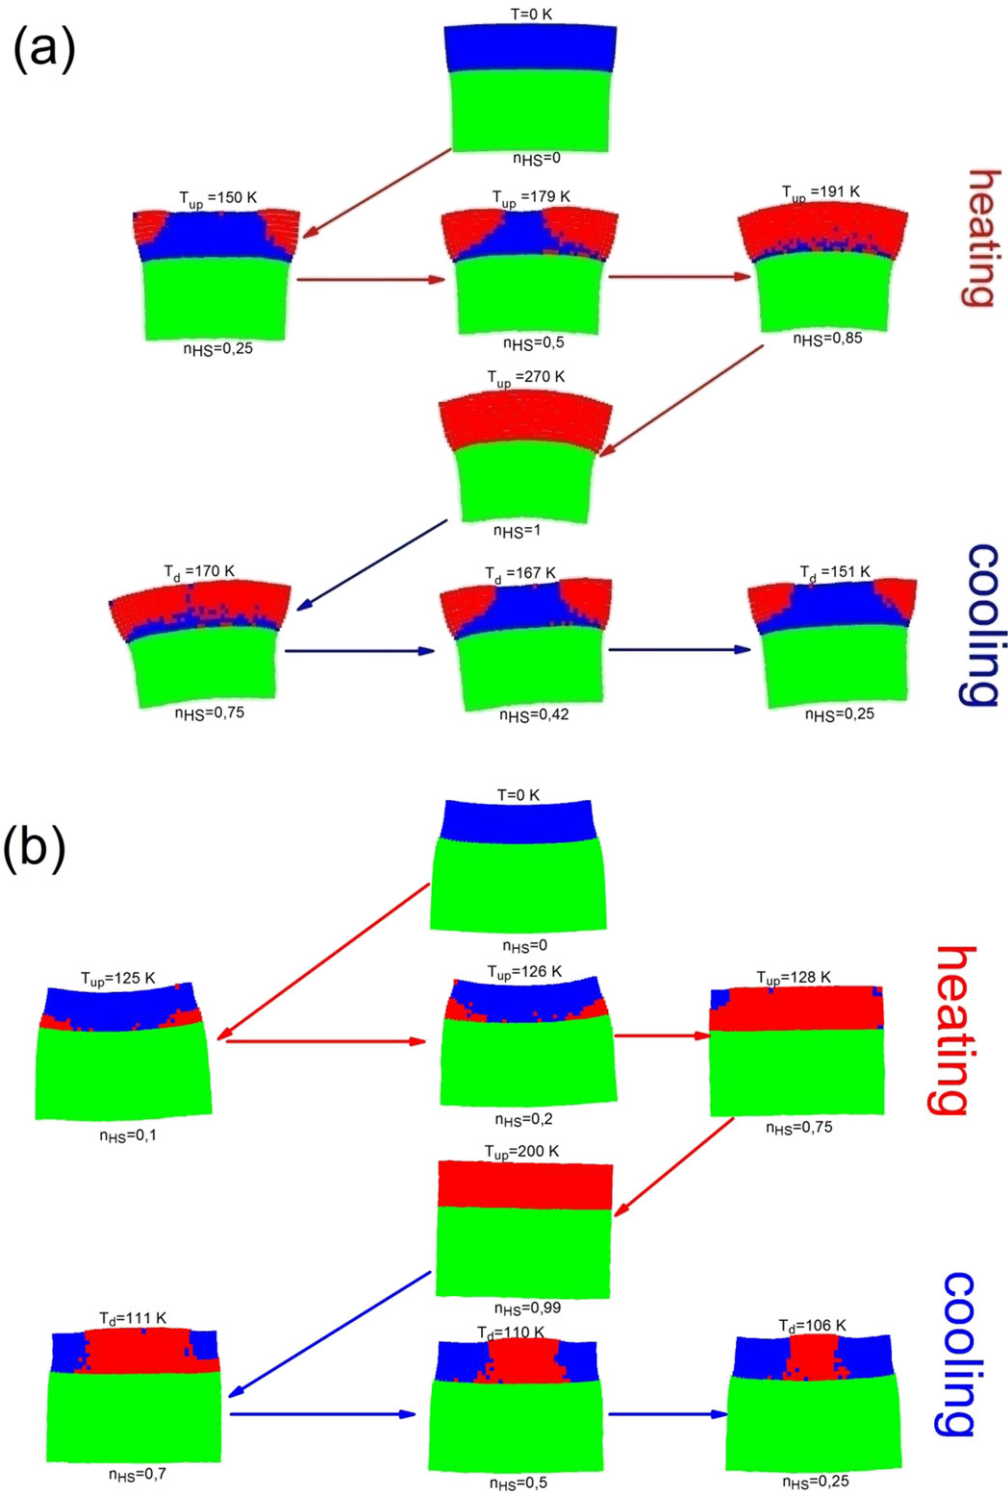 (a)
T=0 K
nHS=0
heating
Tup =150 K
Tup =179 K
Tup =191 K
nHS=0,25
nHS=0,5
nHS=0,85
Tup =270 K
nHS=1
cooling
Td =170 K
Td =167 K
Td =151 K
nHS=0,75
nHS=0,42
nHS=0,25
(b)
T=0 K
nHS=0
heating
Tup=125 K
Tup=126 K
Tup=128 K
nHS=0,1
nHS=0,2
nHS=0,75
Tup=200 K
nHS=0,99
cooling
Td=111 K
Td=110 K
Td=106 K
nHS=0,7
nHS=0,5
nHS=0,25